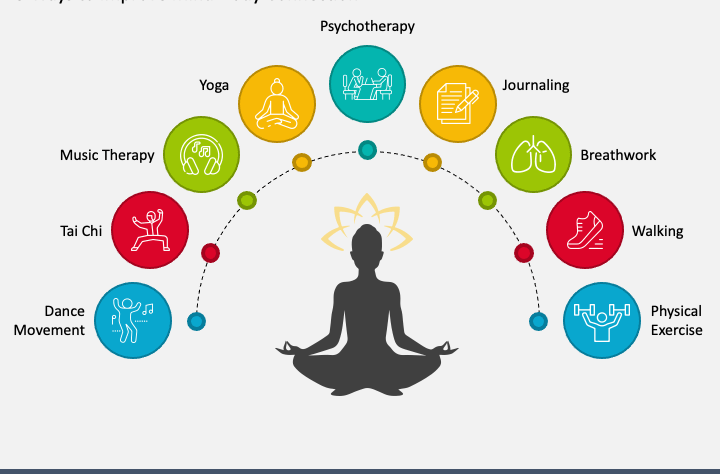 Psychotherapy
Yoga
Journaling
Music Therapy
Breathwork
Tai Chi
Walking
Dance
Movement
Physical
Exercise